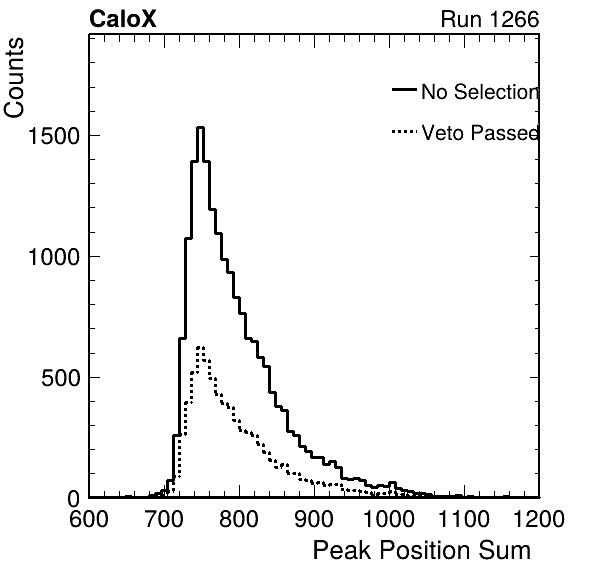 CaloX Run 1266
Counts
No Selection
Veto Passed
1500
1000
500
0
600 700 800 900 1000 1100 1200
Peak Position Sum